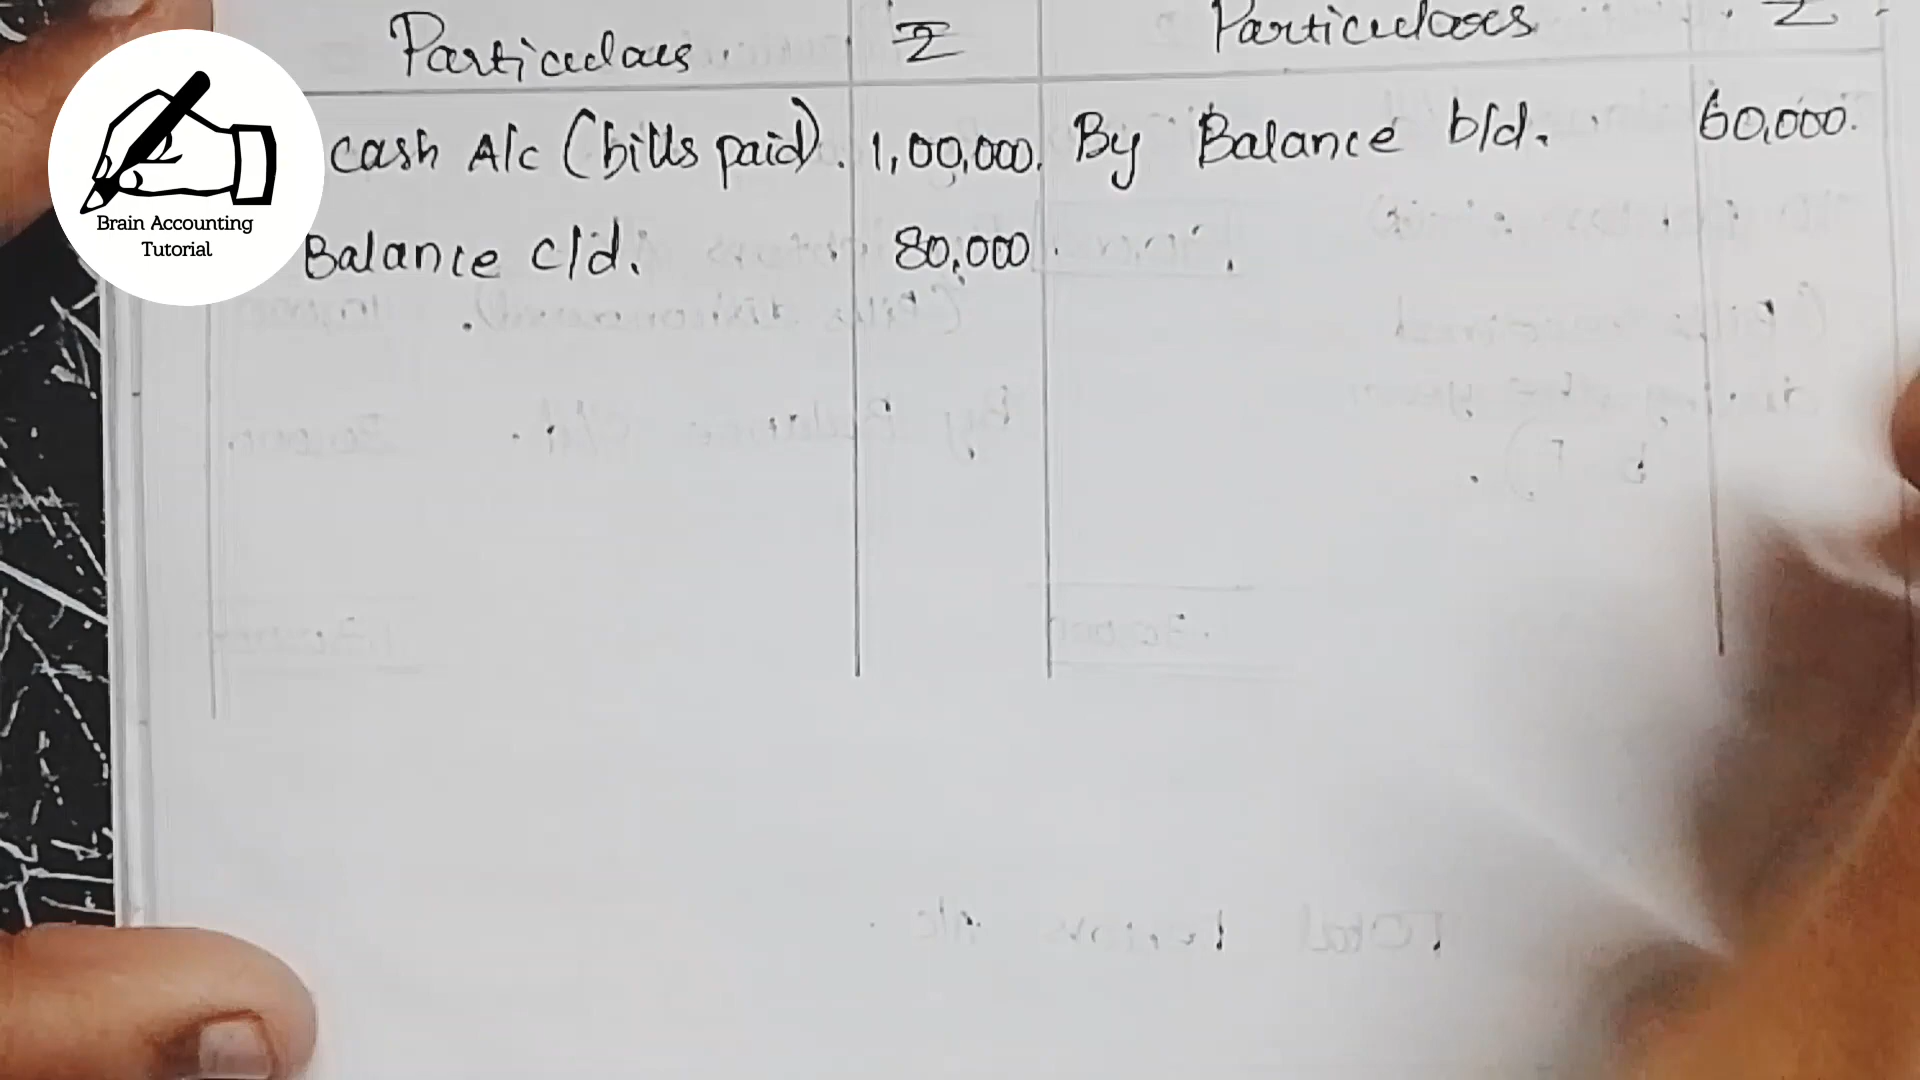 Particulars ₹ Particulars ₹
cash A/c (bills paid). 1,00,000. By Balance b/d. 60,000.
Balance c/d. 80,000.
Brain Accounting
Tutorial